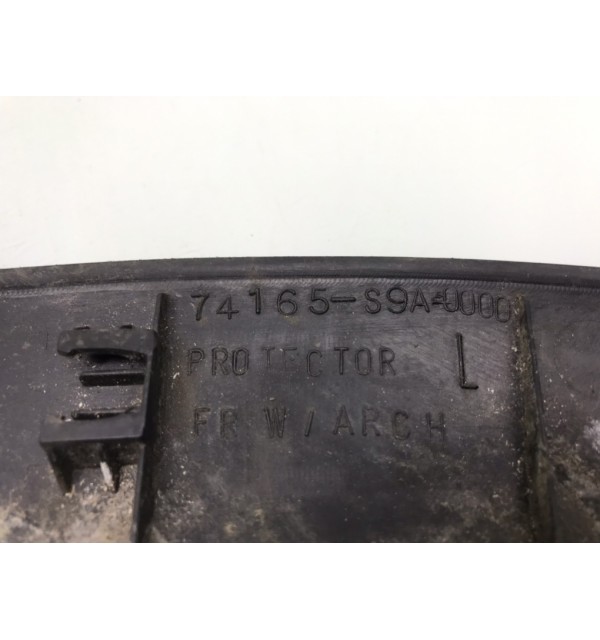 74165-S9A-0000
PROTECTOR L
FR W/ARCH